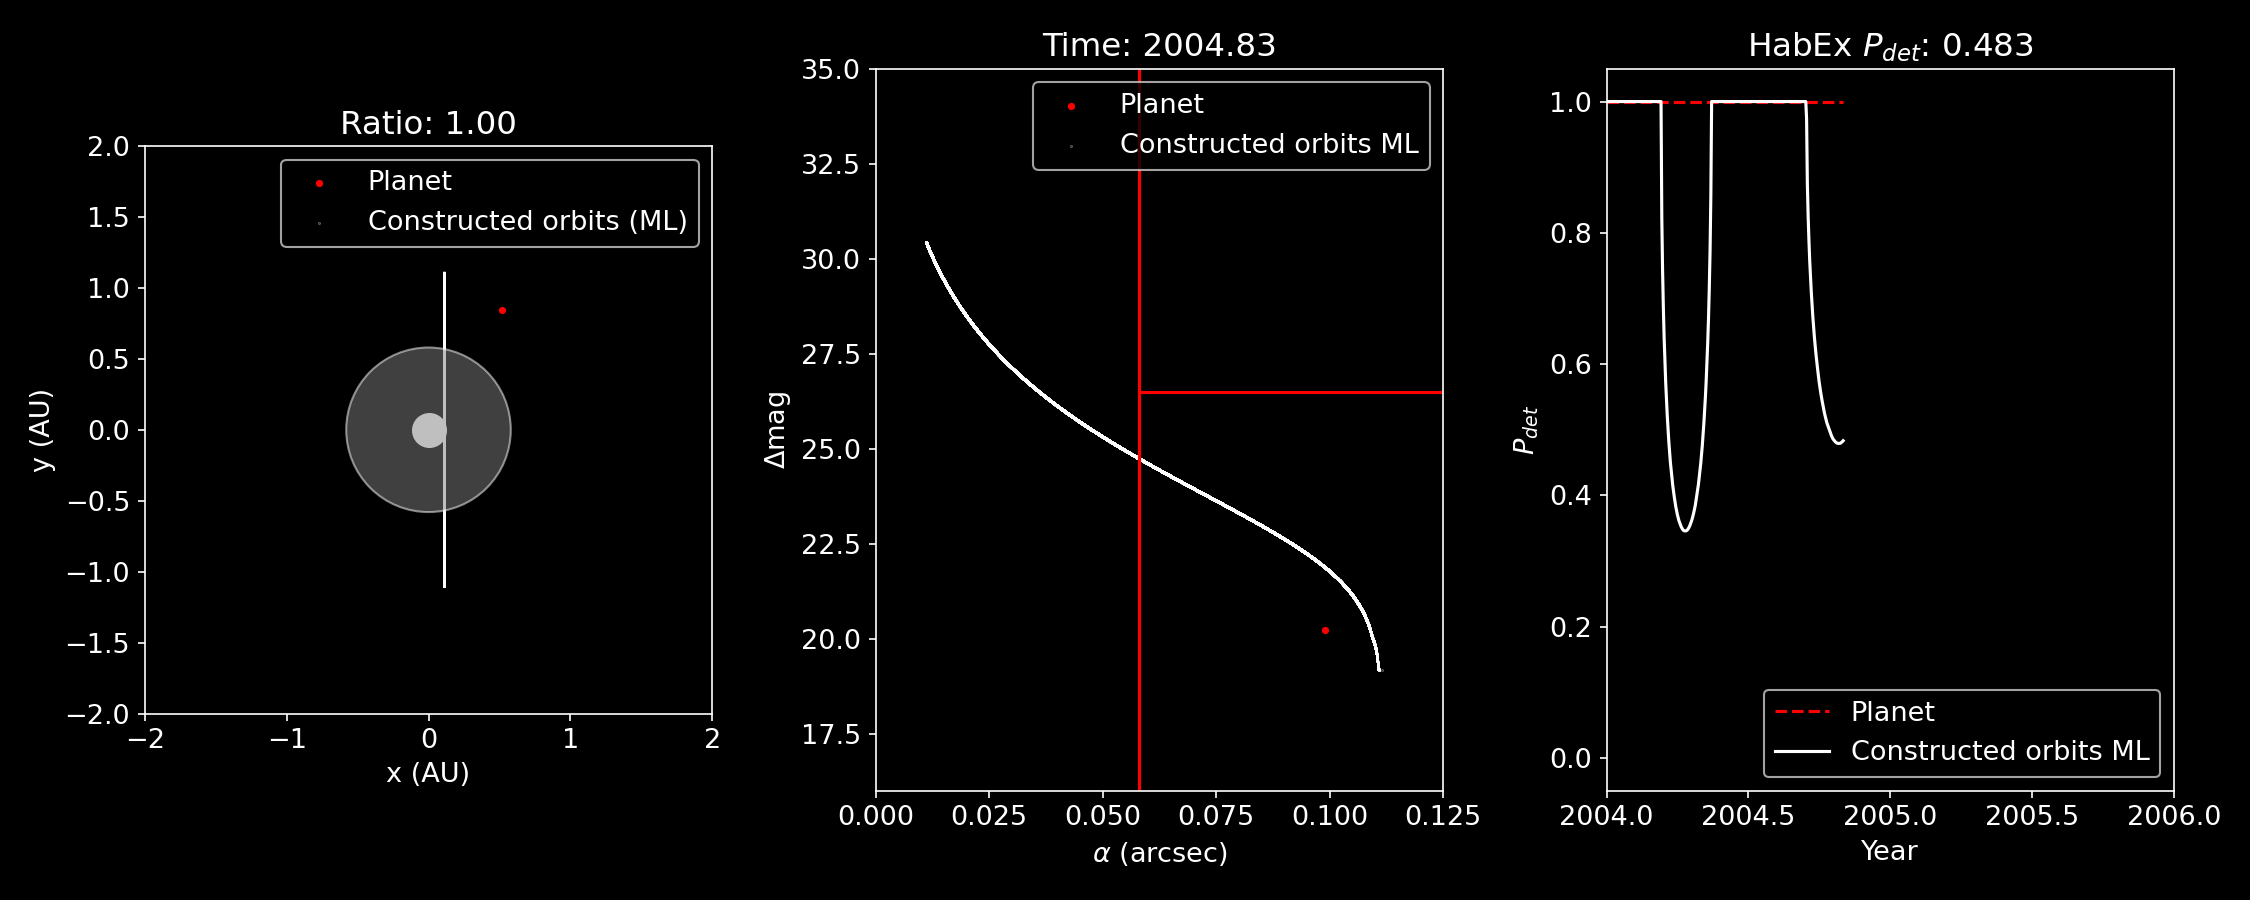 Ratio: 1.00
2.0
1.5
1.0
0.5
0.0
−0.5
−1.0
−1.5
−2.0
−2 −1 0 1 2
x (AU)
y (AU)
Planet
Constructed orbits (ML)
Time: 2004.83
35.0
32.5
30.0
27.5
25.0
22.5
20.0
17.5
0.000 0.025 0.050 0.075 0.100 0.125
α (arcsec)
Δmag
Planet
Constructed orbits ML
HabEx P_det: 0.483
1.0
0.8
0.6
0.4
0.2
0.0
2004.0 2004.5 2005.0 2005.5 2006.0
Year
P_det
Planet
Constructed orbits ML